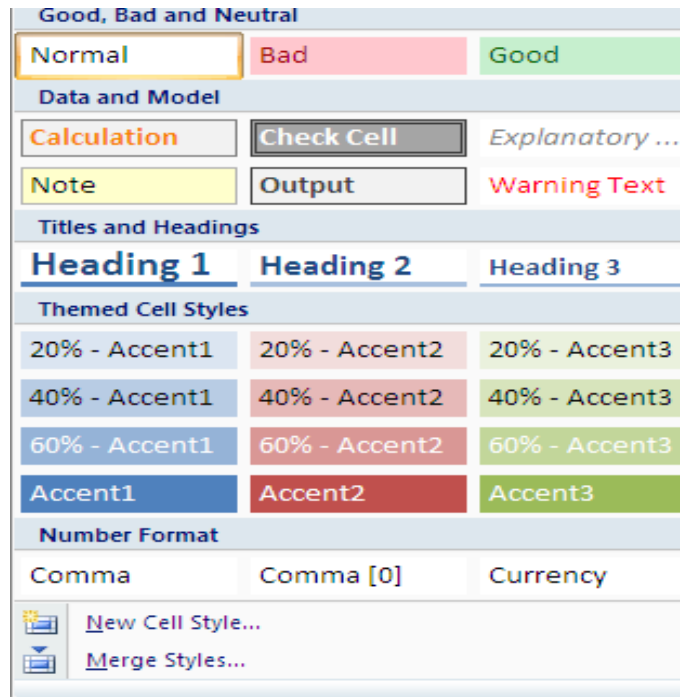 Good, Bad and Neutral
Normal Bad Good
Data and Model
Calculation Check Cell Explanatory ...
Note Output Warning Text
Titles and Headings
Heading 1 Heading 2 Heading 3
Themed Cell Styles
20% - Accent1 20% - Accent2 20% - Accent3
40% - Accent1 40% - Accent2 40% - Accent3
60% - Accent1 60% - Accent2 60% - Accent3
Accent1 Accent2 Accent3
Number Format
Comma Comma [0] Currency
New Cell Style...
Merge Styles...